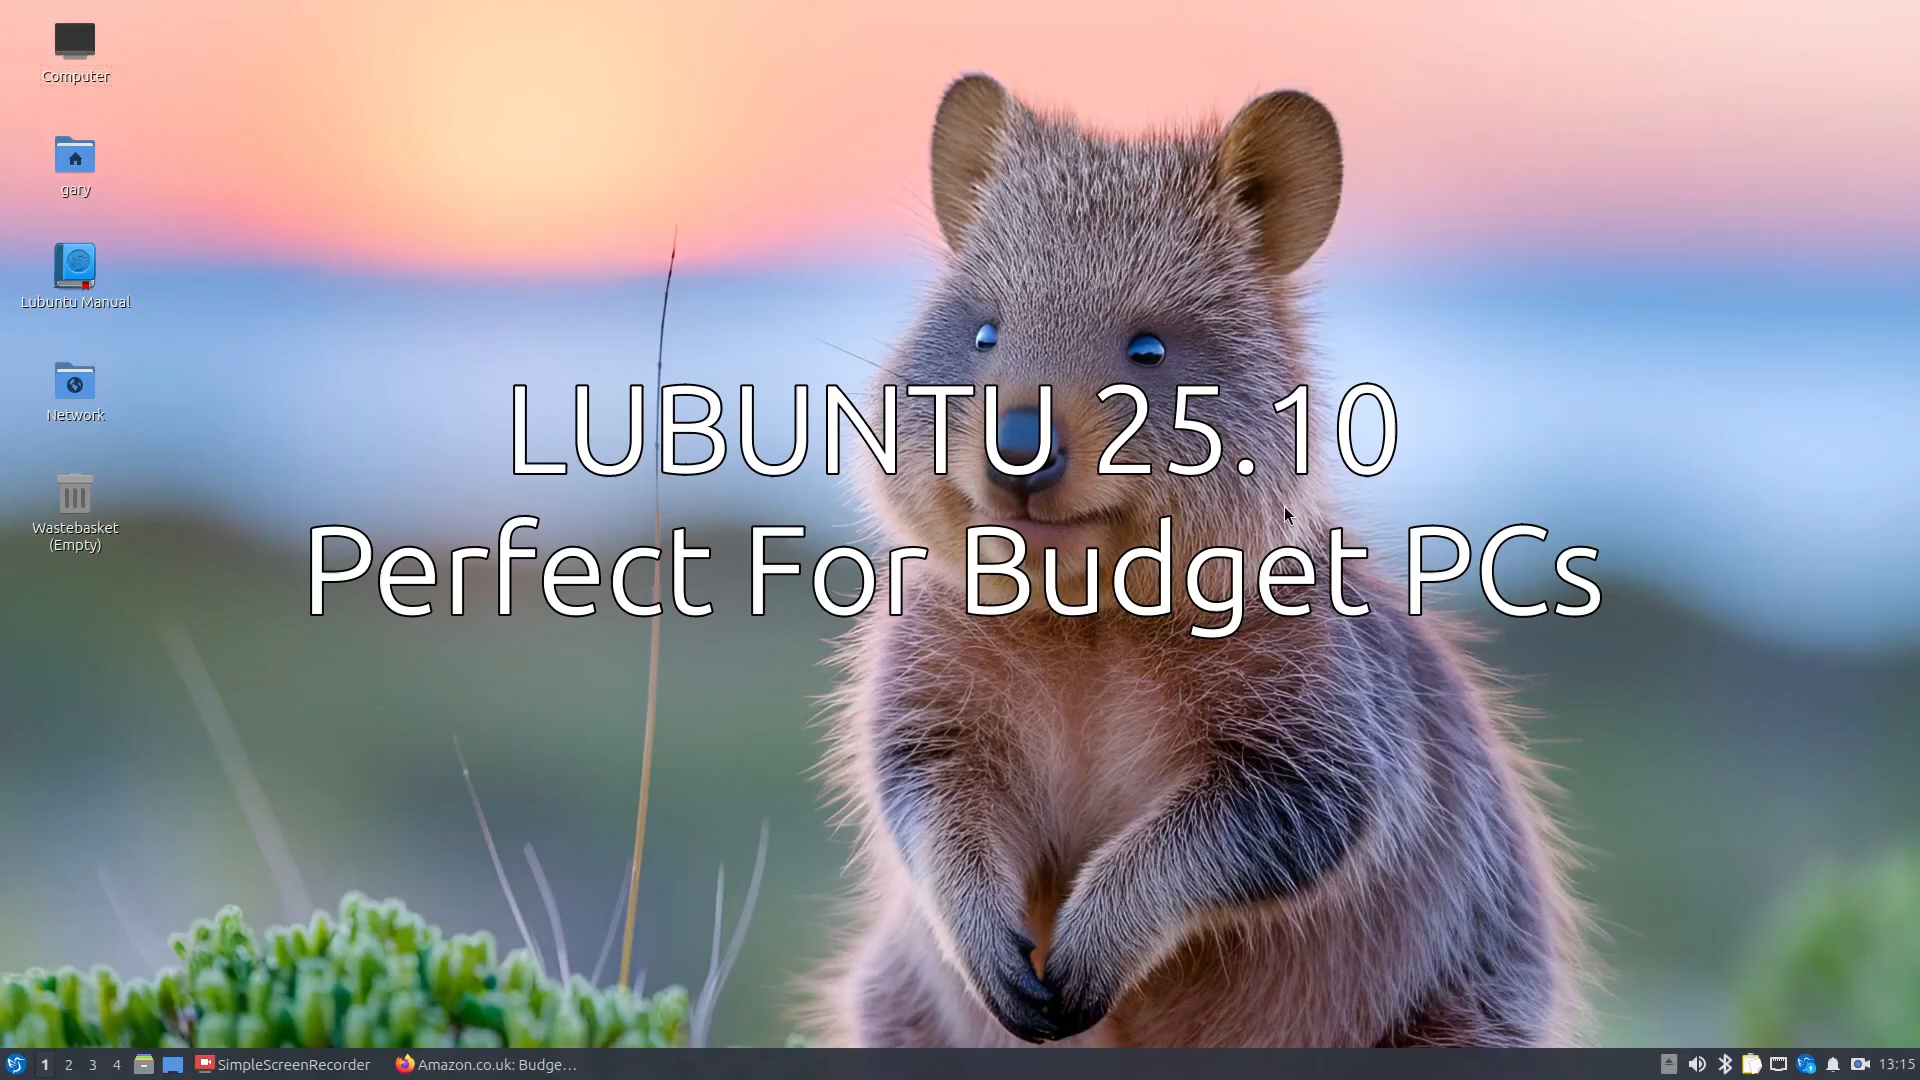 Computer
gary
Lubuntu Manual
Network
Wastebasket
(Empty)
LUBUNTU 25.10
Perfect For Budget PCs
1 2 3 4 SimpleScreenRecorder Amazon.co.uk: Budge... 13:15